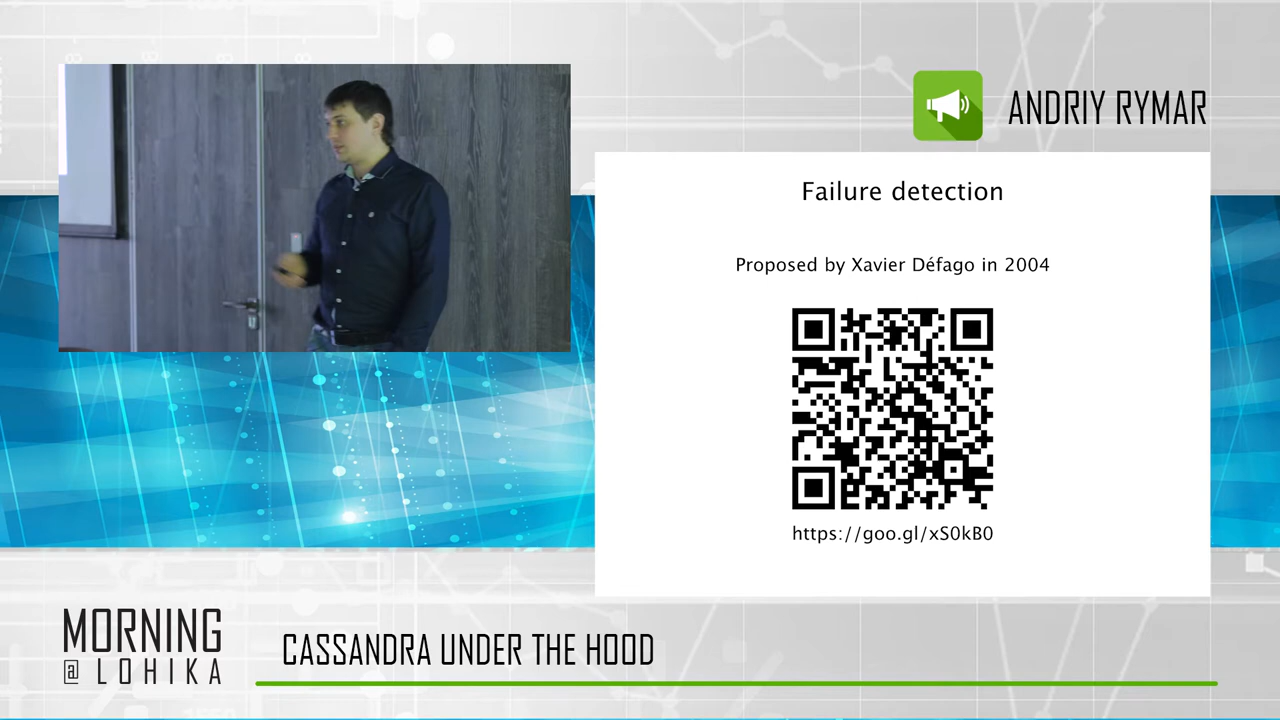 ANDRIY RYMAR
Failure detection
Proposed by Xavier Défago in 2004
https://goo.gl/xS0kB0
MORNING
@ LOHIKA
CASSANDRA UNDER THE HOOD